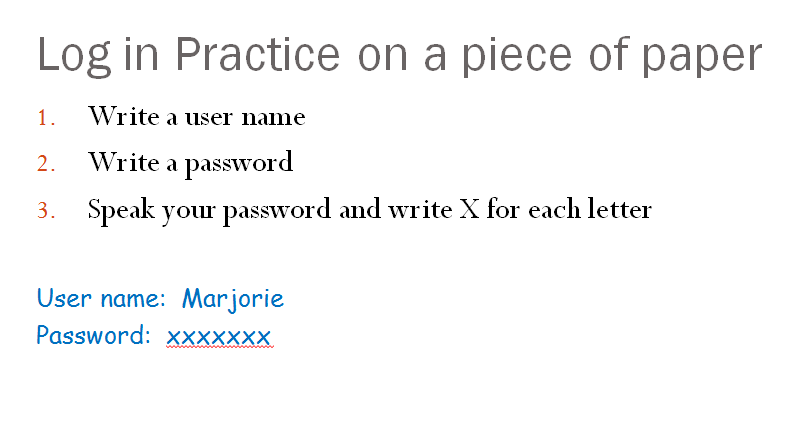 Log in Practice on a piece of paper
1. Write a user name
2. Write a password
3. Speak your password and write X for each letter
User name: Marjorie
Password: xxxxxxx